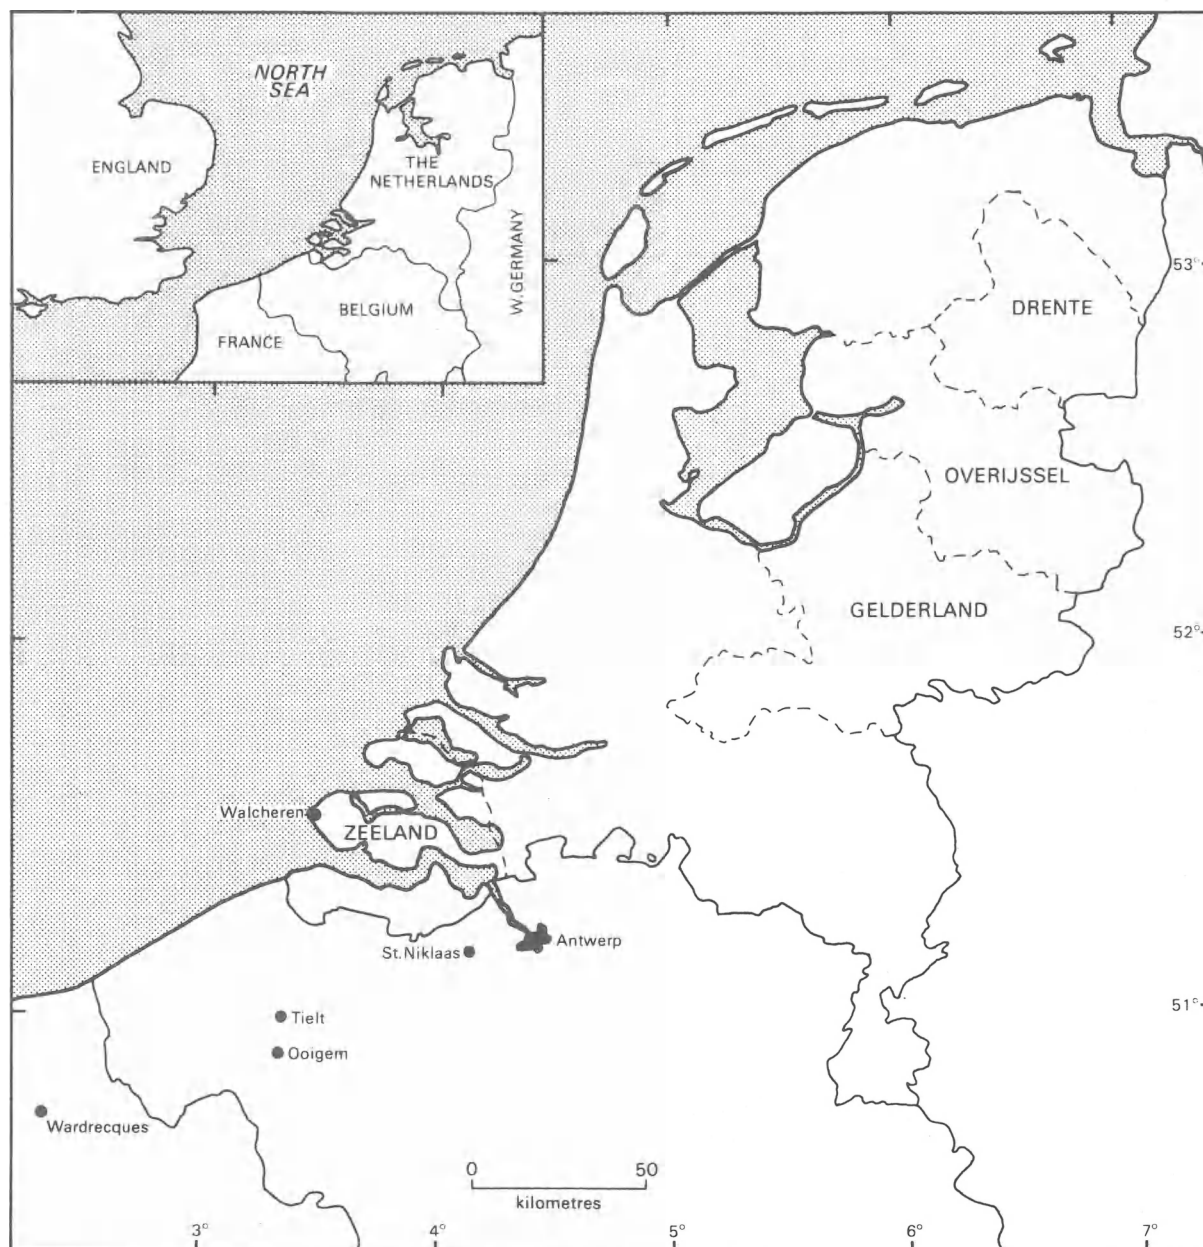 NORTH
SEA
ENGLAND
THE
NETHERLANDS
W.GERMANY
BELGIUM
FRANCE
53°
DRENTE
OVERIJSSEL
GELDERLAND
52°
Walcheren
ZEELAND
St.Niklaas
Antwerp
51°
Tielt
Ooigem
Wardrecques
0 50
kilometres
3° 4° 5° 6° 7°